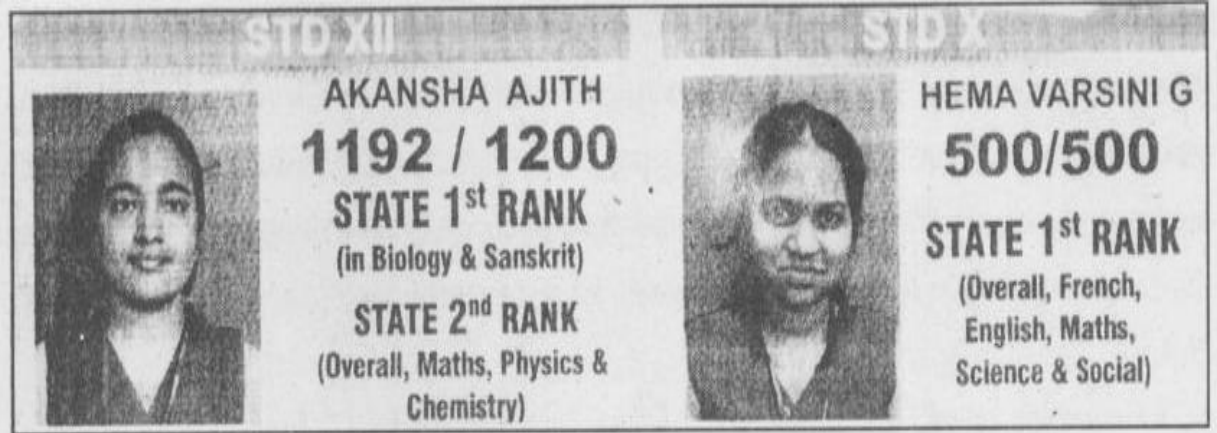 STD XII
AKANSHA AJITH
1192 / 1200
STATE 1st RANK
(in Biology & Sanskrit)
STATE 2nd RANK
(Overall, Maths, Physics &
Chemistry)
STD X
HEMA VARSINI G
500/500
STATE 1st RANK
(Overall, French,
English, Maths,
Science & Social)